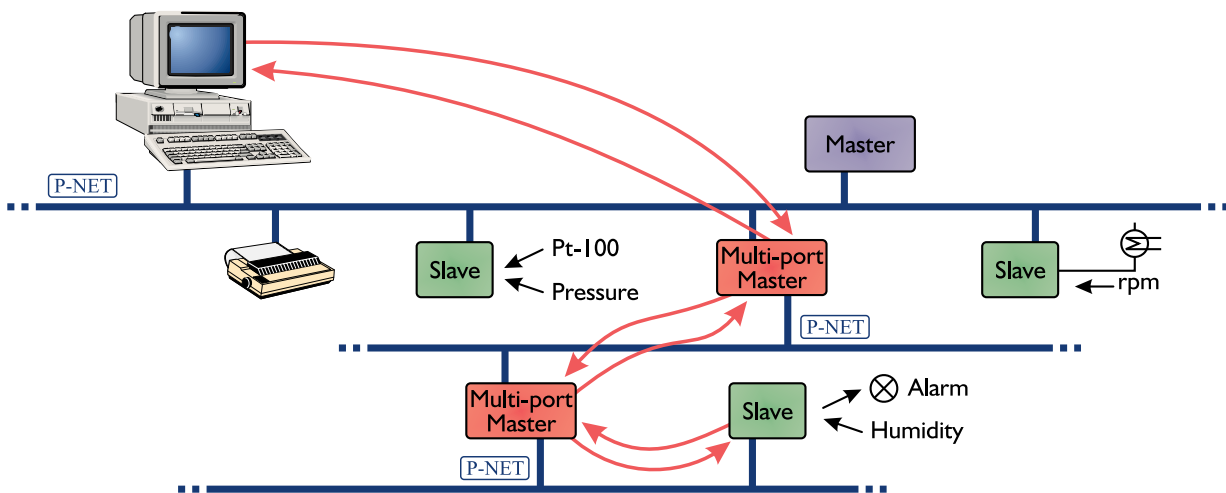 Master
P-NET
Slave
Pt-100
Pressure
Multi-port
Master
Slave
rpm
P-NET
Multi-port
Master
Slave
Alarm
Humidity
P-NET